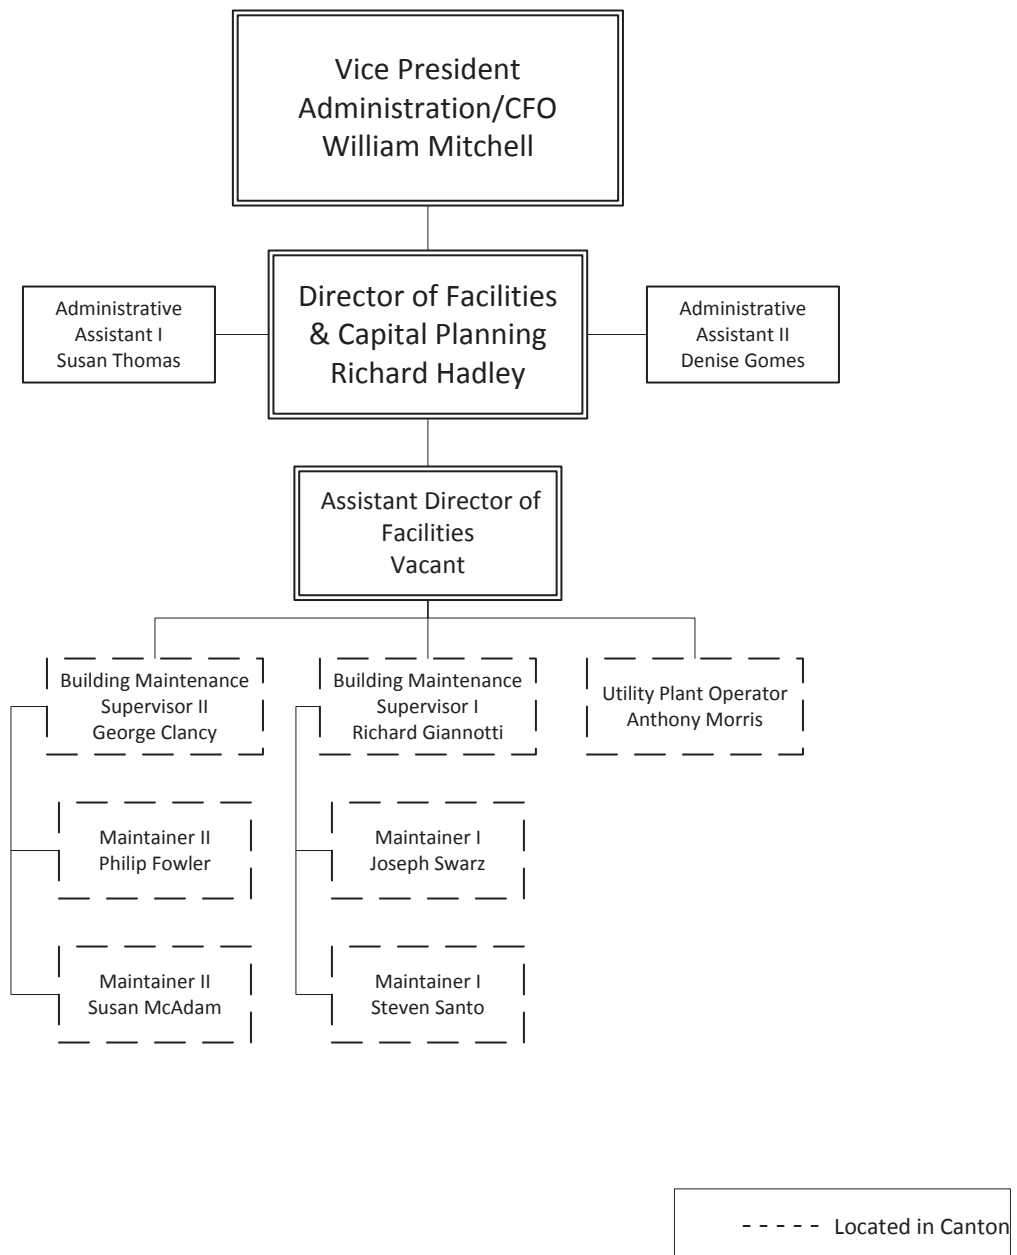 Vice President
Administration/CFO
William Mitchell
Director of Facilities
& Capital Planning
Richard Hadley
Administrative
Assistant I
Susan Thomas
Administrative
Assistant II
Denise Gomes
Assistant Director of
Facilities
Vacant
Building Maintenance
Supervisor II
George Clancy
Building Maintenance
Supervisor I
Richard Giannotti
Utility Plant Operator
Anthony Morris
Maintainer II
Philip Fowler
Maintainer I
Joseph Swarz
Maintainer II
Susan McAdam
Maintainer I
Steven Santo
Located in Canton